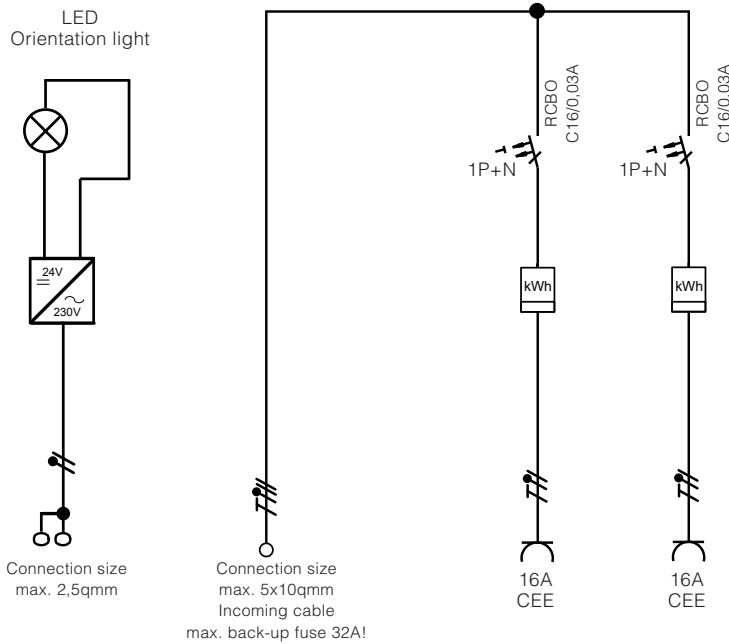 LED
Orientation light
24V
230V
Connection size
max. 2,5qmm
Connection size
max. 5x10qmm
Incoming cable
max. back-up fuse 32A!
RCBO
C16/0,03A
1P+N
kWh
16A
CEE
RCBO
C16/0,03A
1P+N
kWh
16A
CEE